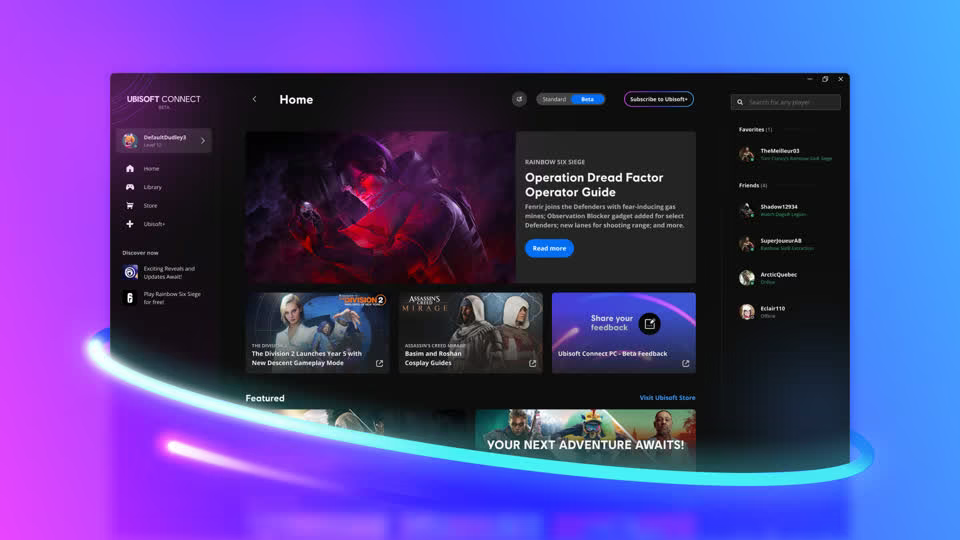 UBISOFT CONNECT
BETA
DefaultDudley3
Level 12
Home
Library
Store
Ubisoft+
Discover now
Exciting Reveals and
Updates Await!
Play Rainbow Six Siege
for free!
Home
Standard
Beta
Subscribe to Ubisoft+
RAINBOW SIX SIEGE
Operation Dread Factor
Operator Guide
Fenrir joins the Defenders with fear-inducing gas
mines; Observation Blocker gadget added for select
Defenders; new lanes for shooting range; and more.
Read more
THE DIVISION 2
THE DIVISION
The Division 2 Launches Year 5 with
New Descent Gameplay Mode
ASSASSIN'S
CREED
MIRAGE
ASSASSIN'S CREED MIRAGE
Basim and Roshan
Cosplay Guides
Share your
feedback
Ubisoft Connect PC - Beta Feedback
Featured
Visit Ubisoft Store
YOUR NEXT ADVENTURE AWAITS!
Search for any player
Favorites (1)
TheMeilleur03
Tom Clancy's Rainbow Six® Siege
Friends (4)
Shadow12934
Watch Dogs® Legion
SuperJoueurAB
Rainbow Six® Extraction
ArcticQuebec
Online
Eclair110
Offline